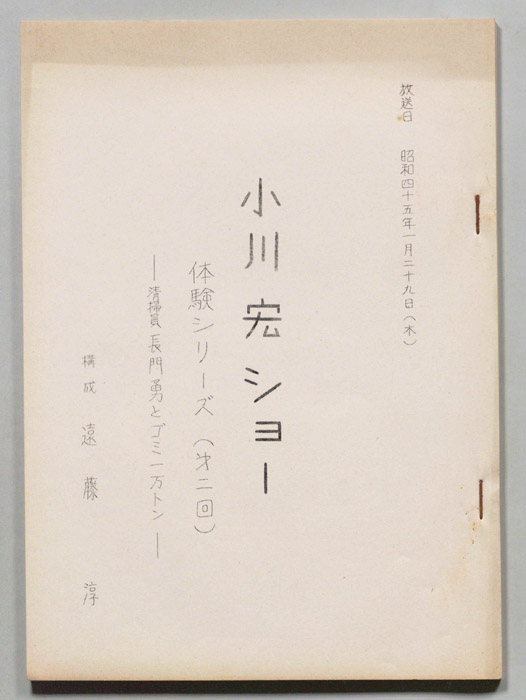 放送日 昭和四十五年一月二十九日（木）
小川宏ショー
体験シリーズ（㐧二回）
―清掃員長門勇とゴミ一万トン―
構成 遠藤 淳